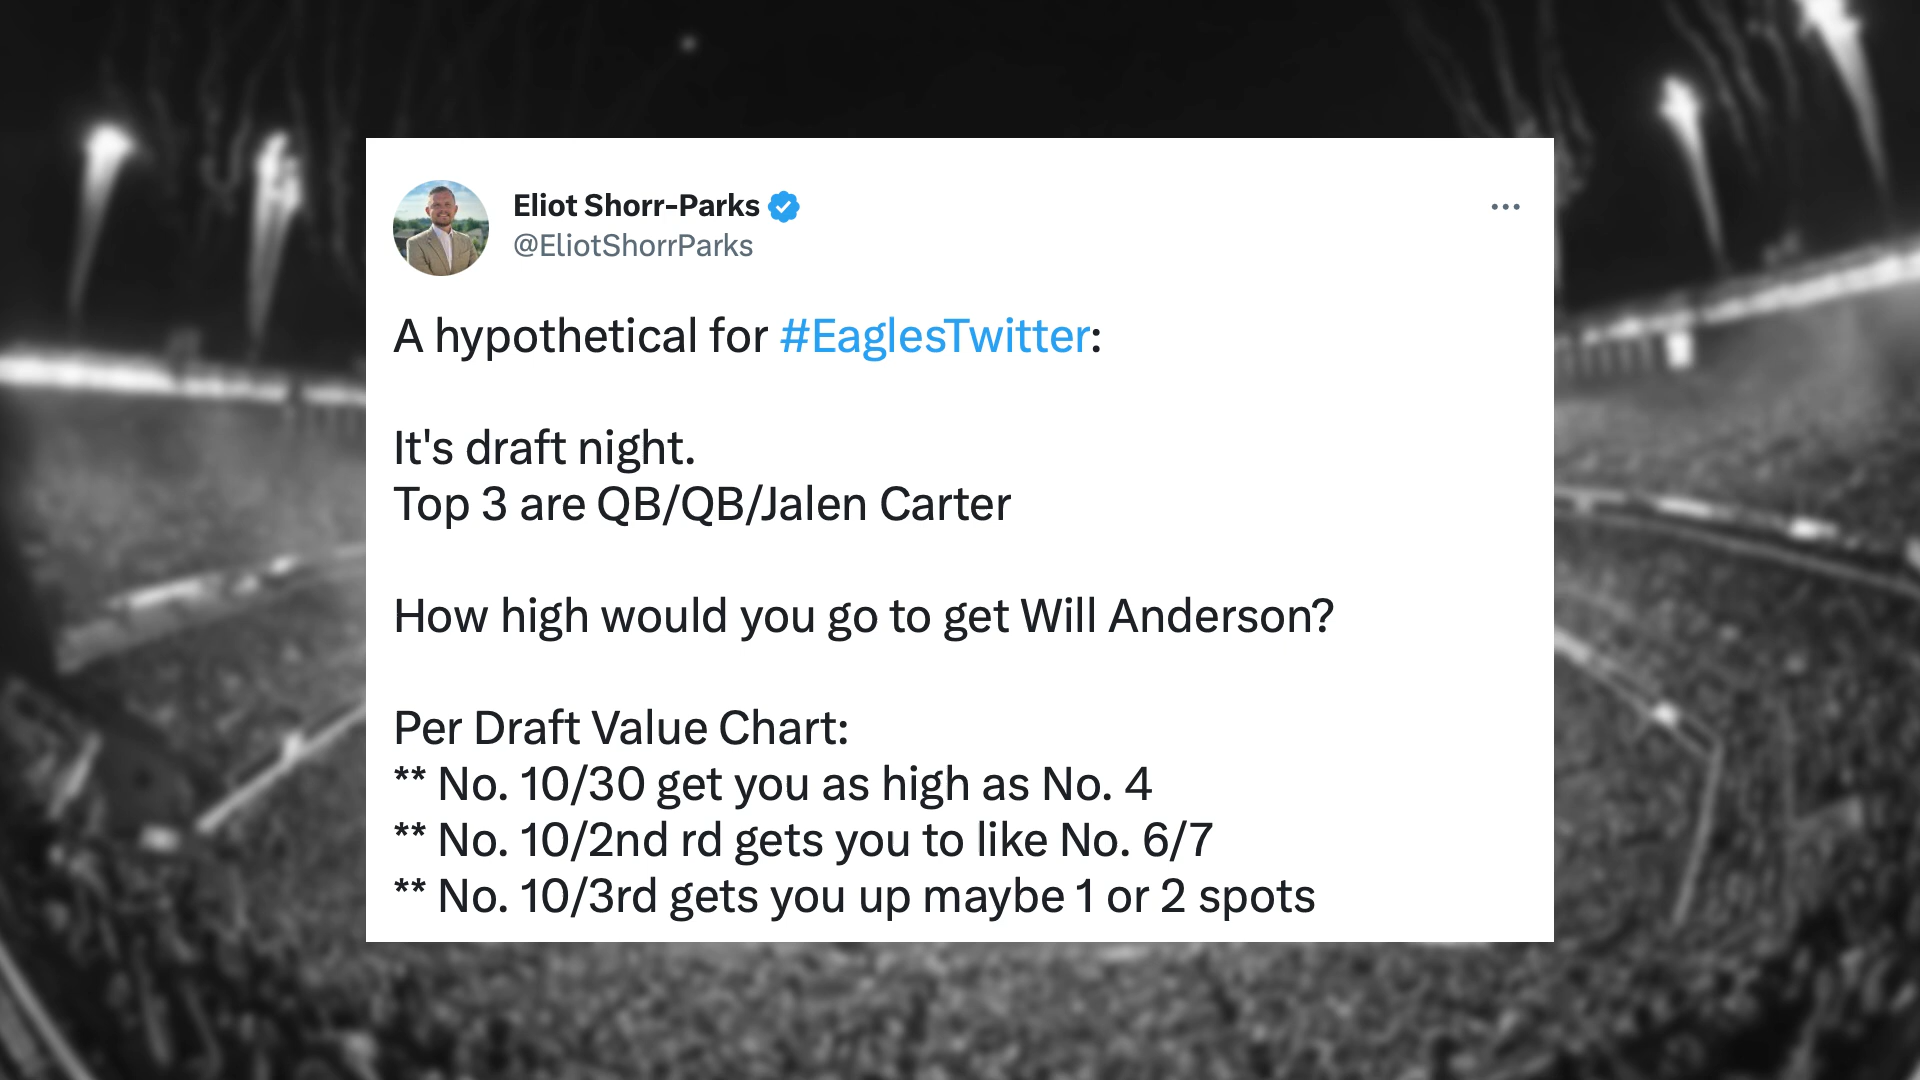 Eliot Shorr-Parks
@EliotShorrParks
A hypothetical for #EaglesTwitter:
It's draft night.
Top 3 are QB/QB/Jalen Carter
How high would you go to get Will Anderson?
Per Draft Value Chart:
** No. 10/30 get you as high as No. 4
** No. 10/2nd rd gets you to like No. 6/7
** No. 10/3rd gets you up maybe 1 or 2 spots